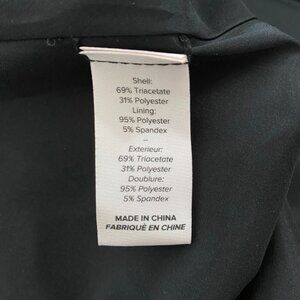 Shell:
69% Triacetate
31% Polyester
Lining:
95% Polyester
5% Spandex
–
Exterieur:
69% Triacetate
31% Polyester
Doublure:
95% Polyester
5% Spandex
MADE IN CHINA
FABRIQUÉ EN CHINE